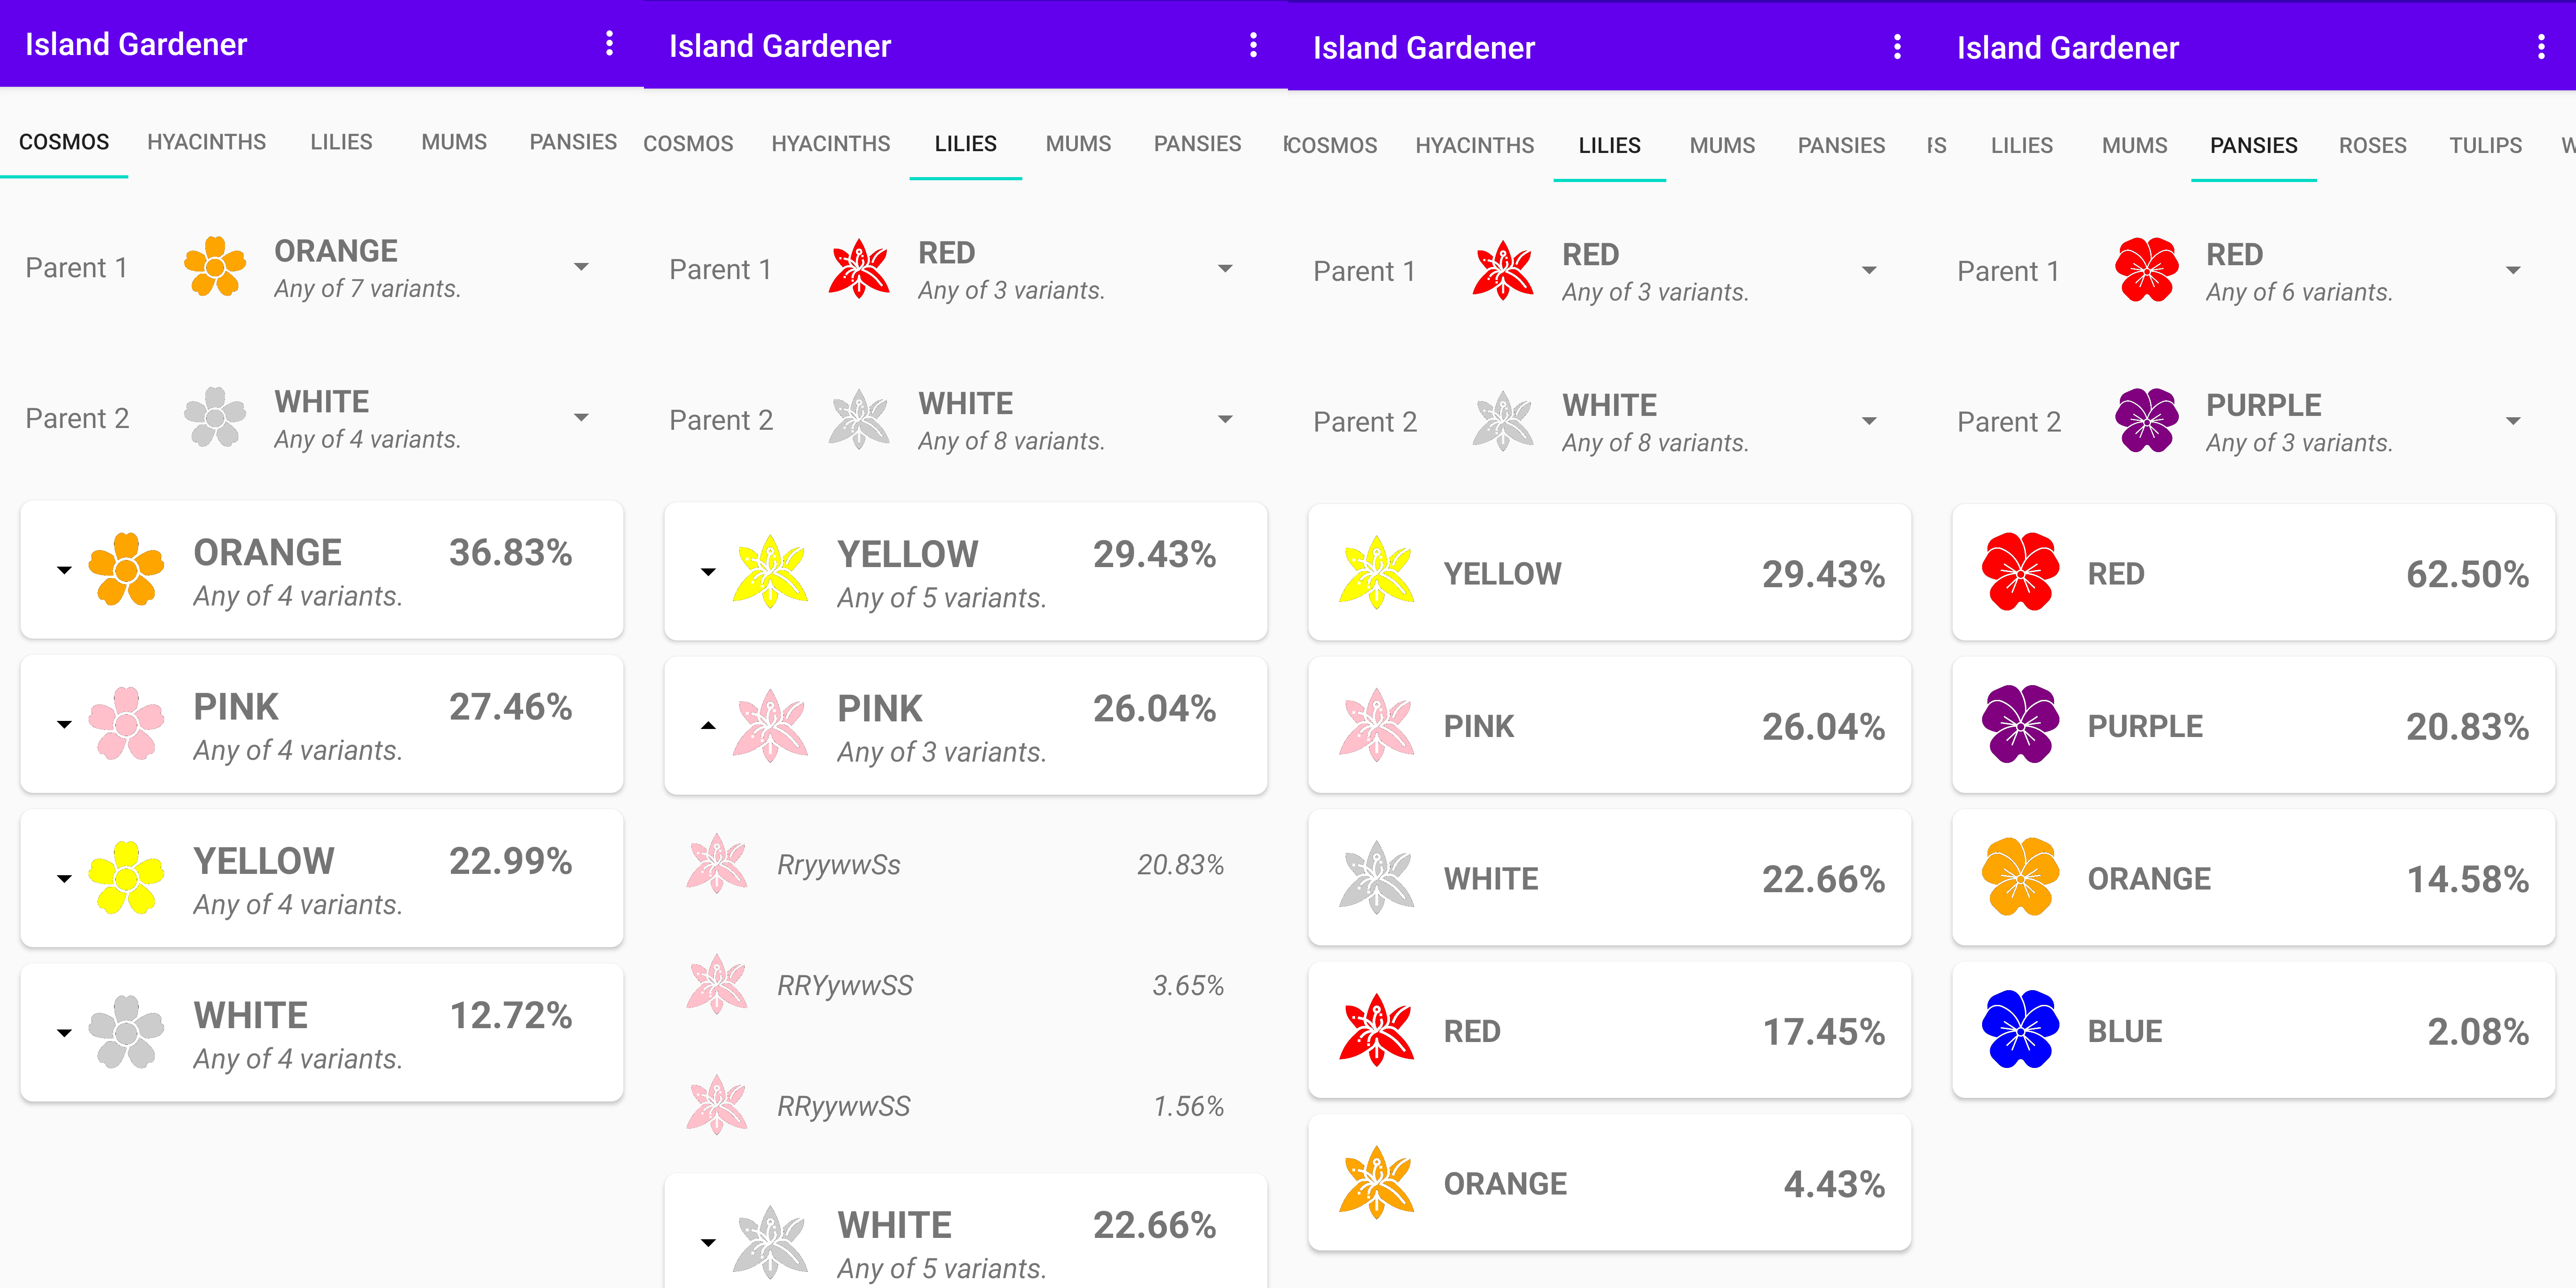 Island Gardener
COSMOS HYACINTHS LILIES MUMS PANSIES
Parent 1
ORANGE
Any of 7 variants.
Parent 2
WHITE
Any of 4 variants.
ORANGE 36.83%
Any of 4 variants.
PINK 27.46%
Any of 4 variants.
YELLOW 22.99%
Any of 4 variants.
WHITE 12.72%
Any of 4 variants.
Island Gardener
COSMOS HYACINTHS LILIES MUMS PANSIES
Parent 1
RED
Any of 3 variants.
Parent 2
WHITE
Any of 8 variants.
YELLOW 29.43%
Any of 5 variants.
PINK 26.04%
Any of 3 variants.
RryywwSs 20.83%
RRYywwSS 3.65%
RRyywwSS 1.56%
WHITE 22.66%
Any of 5 variants.
Island Gardener
COSMOS HYACINTHS LILIES MUMS PANSIES
Parent 1
RED
Any of 3 variants.
Parent 2
WHITE
Any of 8 variants.
YELLOW 29.43%
PINK 26.04%
WHITE 22.66%
RED 17.45%
ORANGE 4.43%
Island Gardener
LILIES MUMS PANSIES ROSES TULIPS
Parent 1
RED
Any of 6 variants.
Parent 2
PURPLE
Any of 3 variants.
RED 62.50%
PURPLE 20.83%
ORANGE 14.58%
BLUE 2.08%